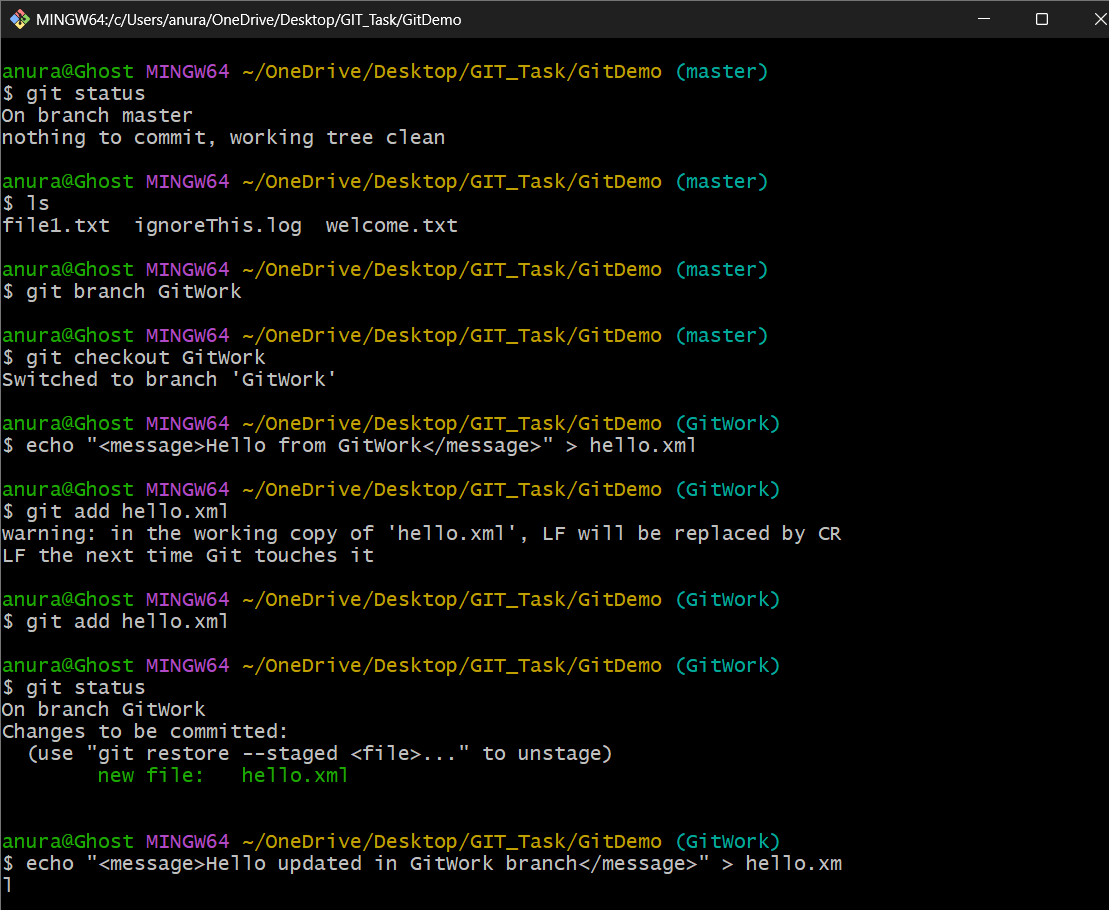 MINGW64:/c/Users/anura/OneDrive/Desktop/GIT_Task/GitDemo
anura@Ghost MINGW64 ~/OneDrive/Desktop/GIT_Task/GitDemo (master)
$ git status
On branch master
nothing to commit, working tree clean
anura@Ghost MINGW64 ~/OneDrive/Desktop/GIT_Task/GitDemo (master)
$ ls
file1.txt  ignoreThis.log  welcome.txt
anura@Ghost MINGW64 ~/OneDrive/Desktop/GIT_Task/GitDemo (master)
$ git branch GitWork
anura@Ghost MINGW64 ~/OneDrive/Desktop/GIT_Task/GitDemo (master)
$ git checkout GitWork
Switched to branch 'GitWork'
anura@Ghost MINGW64 ~/OneDrive/Desktop/GIT_Task/GitDemo (GitWork)
$ echo "<message>Hello from GitWork</message>" > hello.xml
anura@Ghost MINGW64 ~/OneDrive/Desktop/GIT_Task/GitDemo (GitWork)
$ git add hello.xml
warning: in the working copy of 'hello.xml', LF will be replaced by CR
LF the next time Git touches it
anura@Ghost MINGW64 ~/OneDrive/Desktop/GIT_Task/GitDemo (GitWork)
$ git add hello.xml
anura@Ghost MINGW64 ~/OneDrive/Desktop/GIT_Task/GitDemo (GitWork)
$ git status
On branch GitWork
Changes to be committed:
  (use "git restore --staged <file>..." to unstage)
        new file:   hello.xml
anura@Ghost MINGW64 ~/OneDrive/Desktop/GIT_Task/GitDemo (GitWork)
$ echo "<message>Hello updated in GitWork branch</message>" > hello.xm
l